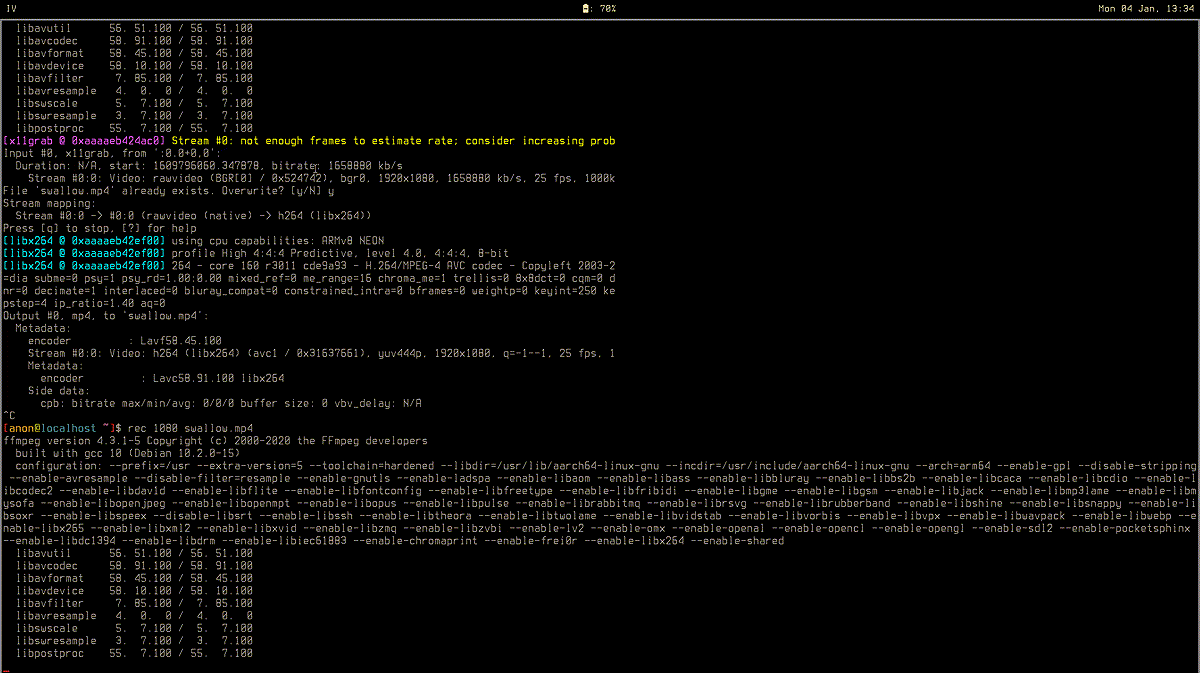 IV
: 70%
Mon 04 Jan, 13:34
libavutil 56. 51.100 / 56. 51.100
libavcodec 58. 91.100 / 58. 91.100
libavformat 58. 45.100 / 58. 45.100
libavdevice 58. 10.100 / 58. 10.100
libavfilter 7. 85.100 / 7. 85.100
libavresample 4. 0. 0 / 4. 0. 0
libswscale 5. 7.100 / 5. 7.100
libswresample 3. 7.100 / 3. 7.100
libpostproc 55. 7.100 / 55. 7.100
[x11grab @ 0xaaaaeb424ac0] Stream #0: not enough frames to estimate rate; consider increasing prob
Input #0, x11grab, from ':0.0+0,0':
Duration: N/A, start: 1609796060.347878, bitrate: 1658880 kb/s
Stream #0:0: Video: rawvideo (BGR[0] / 0x524742), bgr0, 1920x1080, 1658880 kb/s, 25 fps, 1000k
File 'swallow.mp4' already exists. Overwrite? [y/N] y
Stream mapping:
Stream #0:0 -> #0:0 (rawvideo (native) -> h264 (libx264))
Press [q] to stop, [?] for help
[libx264 @ 0xaaaaeb42ef00] using cpu capabilities: ARMv8 NEON
[libx264 @ 0xaaaaeb42ef00] profile High 4:4:4 Predictive, level 4.0, 4:4:4, 8-bit
[libx264 @ 0xaaaaeb42ef00] 264 - core 160 r3011 cde9a93 - H.264/MPEG-4 AVC codec - Copyleft 2003-2
=dia subme=0 psy=1 psy_rd=1.00:0.00 mixed_ref=0 me_range=16 chroma_me=1 trellis=0 8x8dct=0 cqm=0 d
nr=0 decimate=1 interlaced=0 bluray_compat=0 constrained_intra=0 bframes=0 weightp=0 keyint=250 ke
pstep=4 ip_ratio=1.40 aq=0
Output #0, mp4, to 'swallow.mp4':
Metadata:
encoder : Lavf58.45.100
Stream #0:0: Video: h264 (libx264) (avc1 / 0x31637661), yuv444p, 1920x1080, q=-1--1, 25 fps, 1
Metadata:
encoder : Lavc58.91.100 libx264
Side data:
cpb: bitrate max/min/avg: 0/0/0 buffer size: 0 vbv_delay: N/A
^C
[anon@localhost ~]$ rec 1080 swallow.mp4
ffmpeg version 4.3.1-5 Copyright (c) 2000-2020 the FFmpeg developers
built with gcc 10 (Debian 10.2.0-15)
configuration: --prefix=/usr --extra-version=5 --toolchain=hardened --libdir=/usr/lib/aarch64-linux-gnu --incdir=/usr/include/aarch64-linux-gnu --arch=arm64 --enable-gpl --disable-stripping
--enable-avresample --disable-filter=resample --enable-gnutls --enable-ladspa --enable-libaom --enable-libass --enable-libbluray --enable-libbs2b --enable-libcaca --enable-libcdio --enable-l
ibcodec2 --enable-libdav1d --enable-libflite --enable-libfontconfig --enable-libfreetype --enable-libfribidi --enable-libgme --enable-libgsm --enable-libjack --enable-libmp3lame --enable-libm
ysofa --enable-libopenjpeg --enable-libopenmpt --enable-libopus --enable-libpulse --enable-librabbitmq --enable-librsvg --enable-librubberband --enable-libshine --enable-libsnappy --enable-l
ibsoxr --enable-libspeex --disable-libsrt --enable-libssh --enable-libtheora --enable-libtwolame --enable-libvidstab --enable-libvorbis --enable-libvpx --enable-libwavpack --enable-libwebp --e
nable-libx265 --enable-libxml2 --enable-libxvid --enable-libzmq --enable-libzvbi --enable-lv2 --enable-omx --enable-openal --enable-opencl --enable-opengl --enable-sdl2 --enable-pocketsphinx
--enable-libdc1394 --enable-libdrm --enable-libiec61883 --enable-chromaprint --enable-frei0r --enable-libx264 --enable-shared
libavutil 56. 51.100 / 56. 51.100
libavcodec 58. 91.100 / 58. 91.100
libavformat 58. 45.100 / 58. 45.100
libavdevice 58. 10.100 / 58. 10.100
libavfilter 7. 85.100 / 7. 85.100
libavresample 4. 0. 0 / 4. 0. 0
libswscale 5. 7.100 / 5. 7.100
libswresample 3. 7.100 / 3. 7.100
libpostproc 55. 7.100 / 55. 7.100